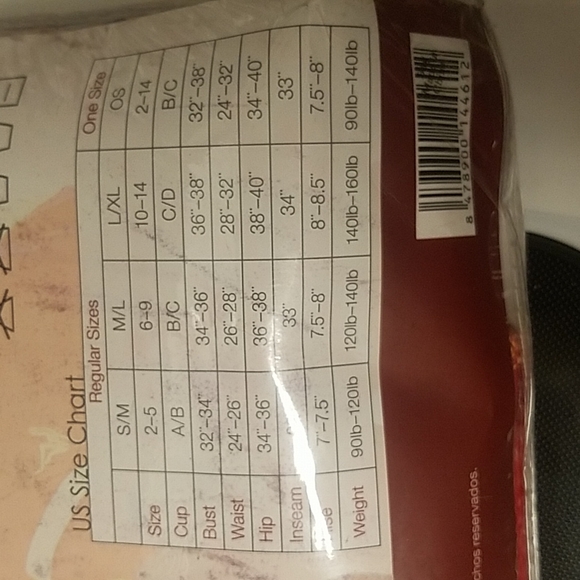 US Size Chart
Regular Sizes One Size
S/M M/L L/XL OS
Size 2-5 6-9 10-14 2-14
Cup A/B B/C C/D B/C
Bust 32"-34" 34"-36" 36"-38" 32"-38"
Waist 24"-26" 26"-28" 28"-32" 24"-32"
Hip 34"-36" 36"-38" 38"-40" 34"-40"
Inseam 33" 34" 33"
7"-7.5" 7.5"-8" 8"-8.5" 7.5"-8"
Weight 90lb-120lb 120lb-140lb 140lb-160lb 90lb-140lb
8 478900 144612
reservados.